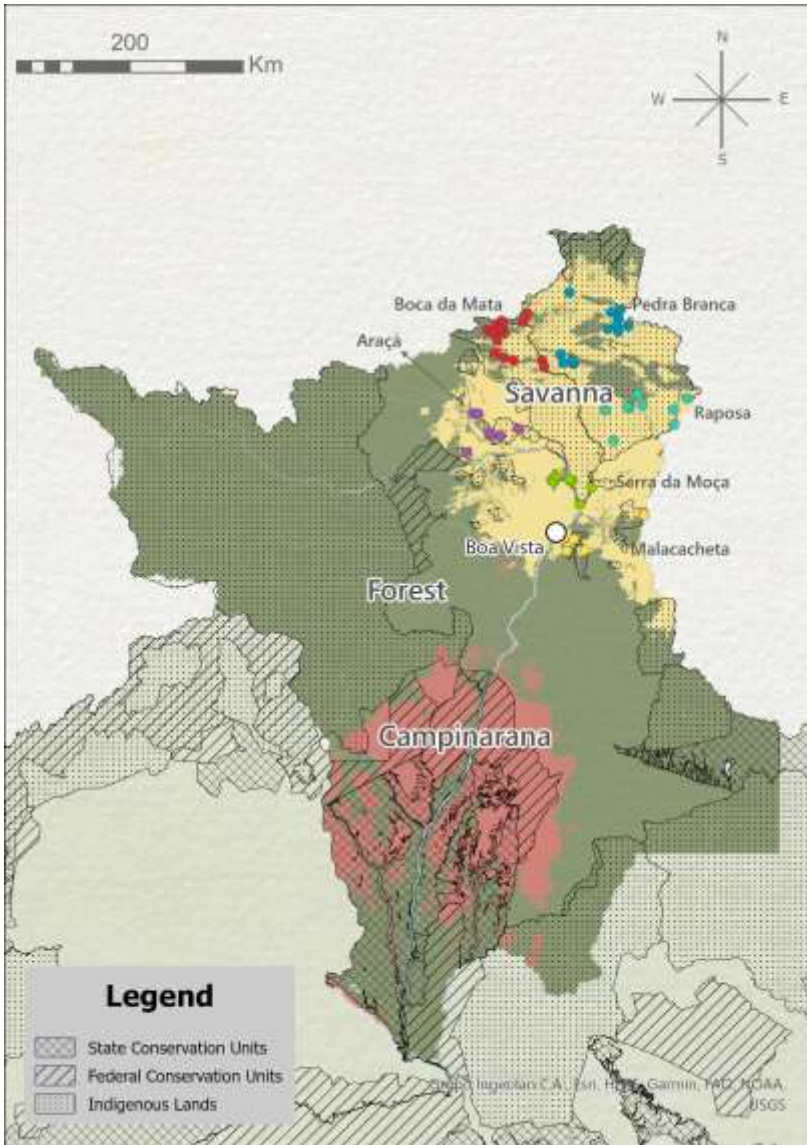 200
Km
N
W
E
S
Boca da Mata
Pedra Branca
Araçá
Savanna
Raposa
Serra da Moça
Boa Vista
Malacacheta
Forest
Campinarana
Legend
State Conservation Units
Federal Conservation Units
Indigenous Lands
C.A., Esri, Garmin, FAO, NOAA,
USGS